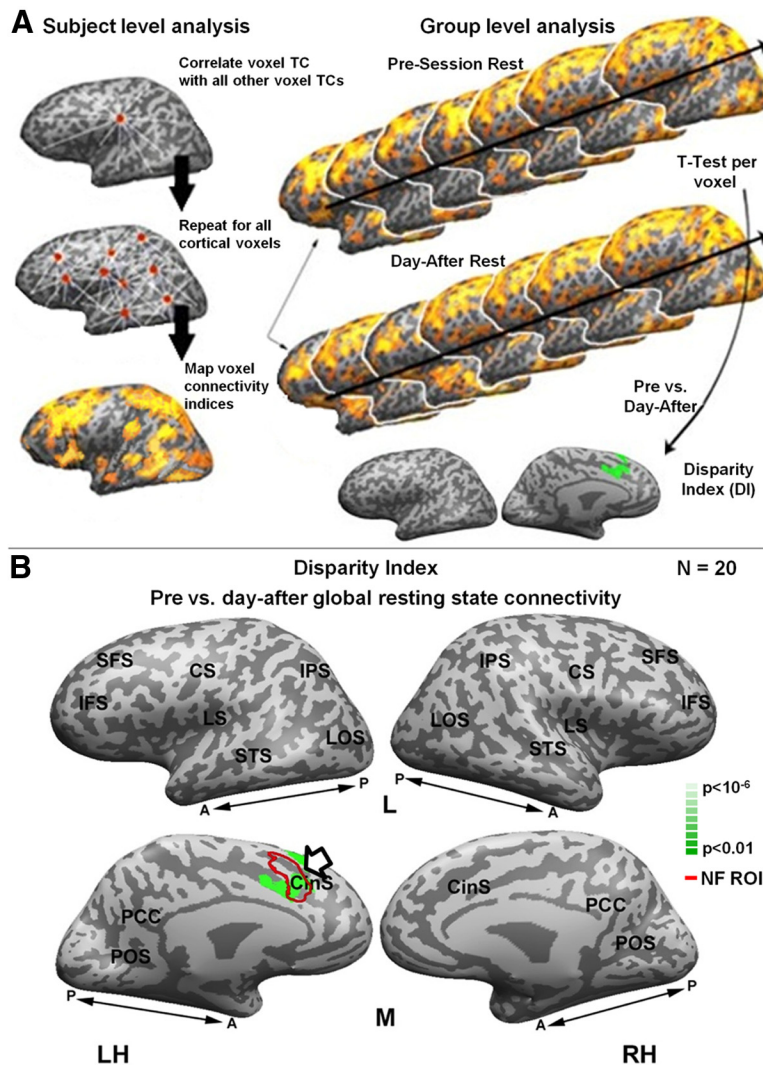 A Subject level analysis
Group level analysis
Correlate voxel TC
with all other voxel TCs
Repeat for all
cortical voxels
Map voxel
connectivity
indices
Pre-Session Rest
T-Test per
voxel
Day-After Rest
Pre vs.
Day-After
Disparity
Index (DI)
B Disparity Index N = 20
Pre vs. day-after global resting state connectivity
SFS
CS
IPS
IFS
LS
LOS
STS
A P
IPS
CS
SFS
LOS
LS
IFS
STS
P A
L
p<10-6
p<0.01
NF ROI
CinS
PCC
POS
P A
CinS
PCC
POS
A P
M
LH RH